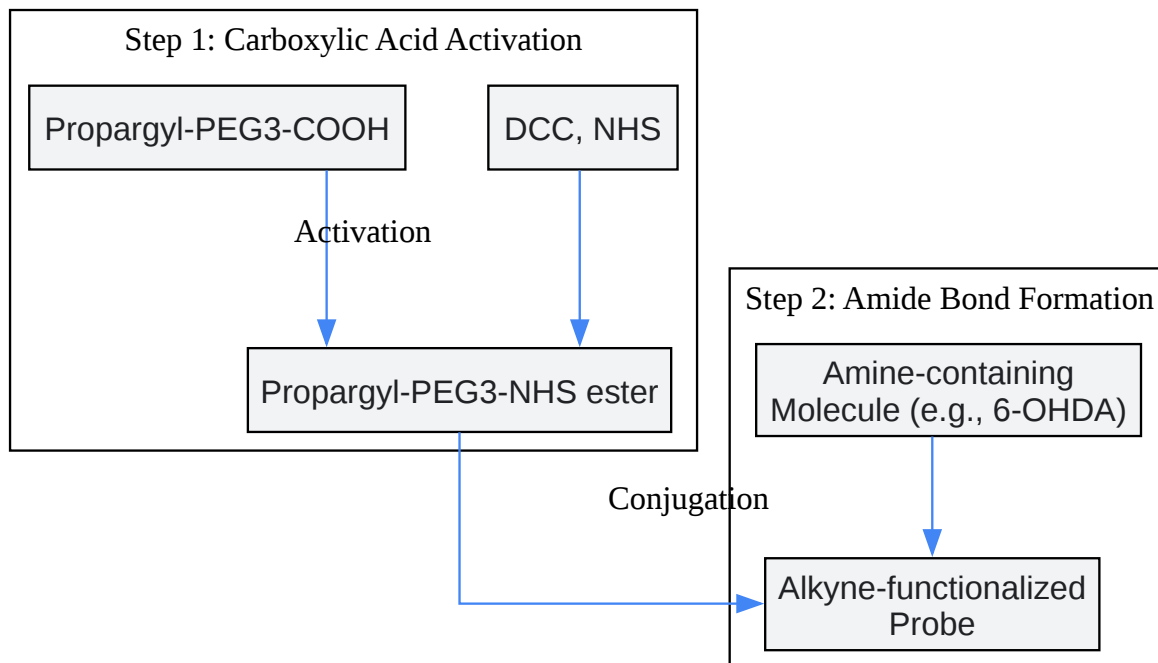 Step 1: Carboxylic Acid Activation
Propargyl-PEG3-COOH
DCC, NHS
Activation
Propargyl-PEG3-NHS ester
Step 2: Amide Bond Formation
Amine-containing
Molecule (e.g., 6-OHDA)
Conjugation
Alkyne-functionalized
Probe